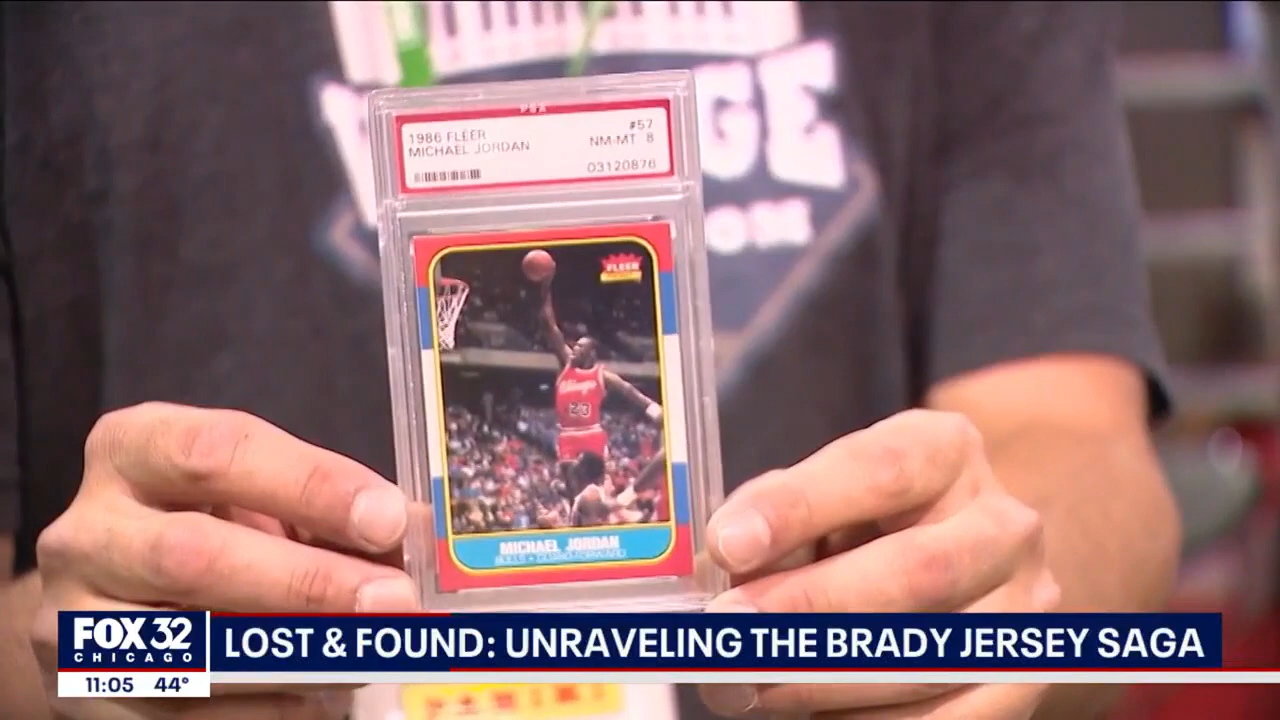 PSA
1986 FLEER #57
MICHAEL JORDAN NM-MT 8
03120876
FLEER
Chicago
23
MICHAEL JORDAN
BULLS • GUARD-FORWARD
FOX 32
CHICAGO
LOST & FOUND: UNRAVELING THE BRADY JERSEY SAGA
11:05 44°
PANINI